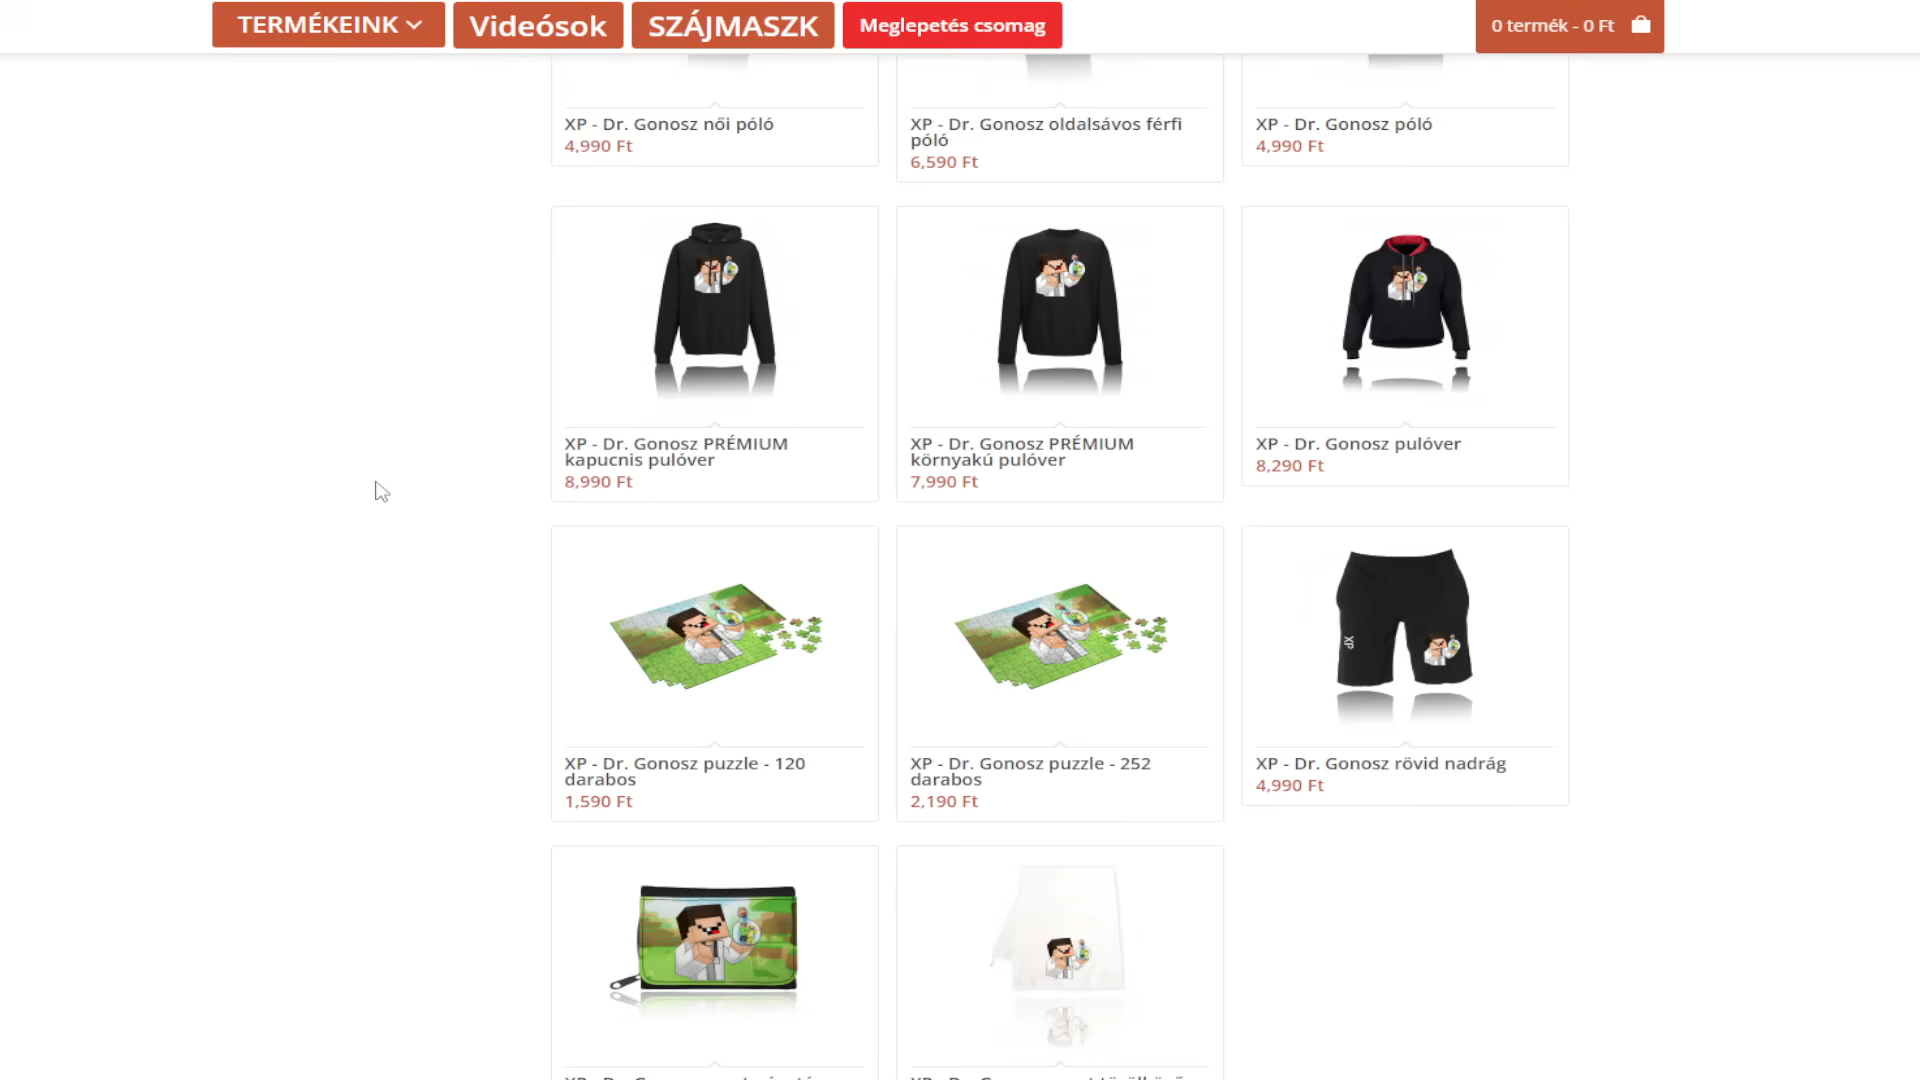 TERMÉKEINK
Videósok
SZÁJMASZK
Meglepetés csomag
0 termék - 0 Ft
XP - Dr. Gonosz női póló
4,990 Ft
XP - Dr. Gonosz oldalsávos férfi
póló
6,590 Ft
XP - Dr. Gonosz póló
4,990 Ft
XP - Dr. Gonosz PRÉMIUM
kapucnis pulóver
8,990 Ft
XP - Dr. Gonosz PRÉMIUM
környakú pulóver
7,990 Ft
XP - Dr. Gonosz pulóver
8,290 Ft
XP - Dr. Gonosz puzzle - 120
darabos
1,590 Ft
XP - Dr. Gonosz puzzle - 252
darabos
2,190 Ft
XP
XP - Dr. Gonosz rövid nadrág
4,990 Ft